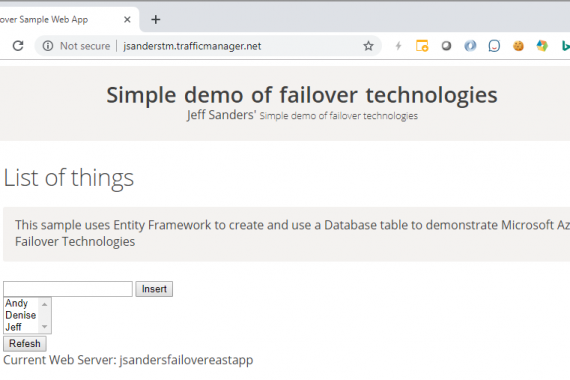 over Sample Web App
Not secure | jsanderstm.trafficmanager.net
Simple demo of failover technologies
Jeff Sanders' Simple demo of failover technologies
List of things
This sample uses Entity Framework to create and use a Database table to demonstrate Microsoft Az
Failover Technologies
Insert
Andy
Denise
Jeff
Refesh
Current Web Server: jsandersfailovereastapp